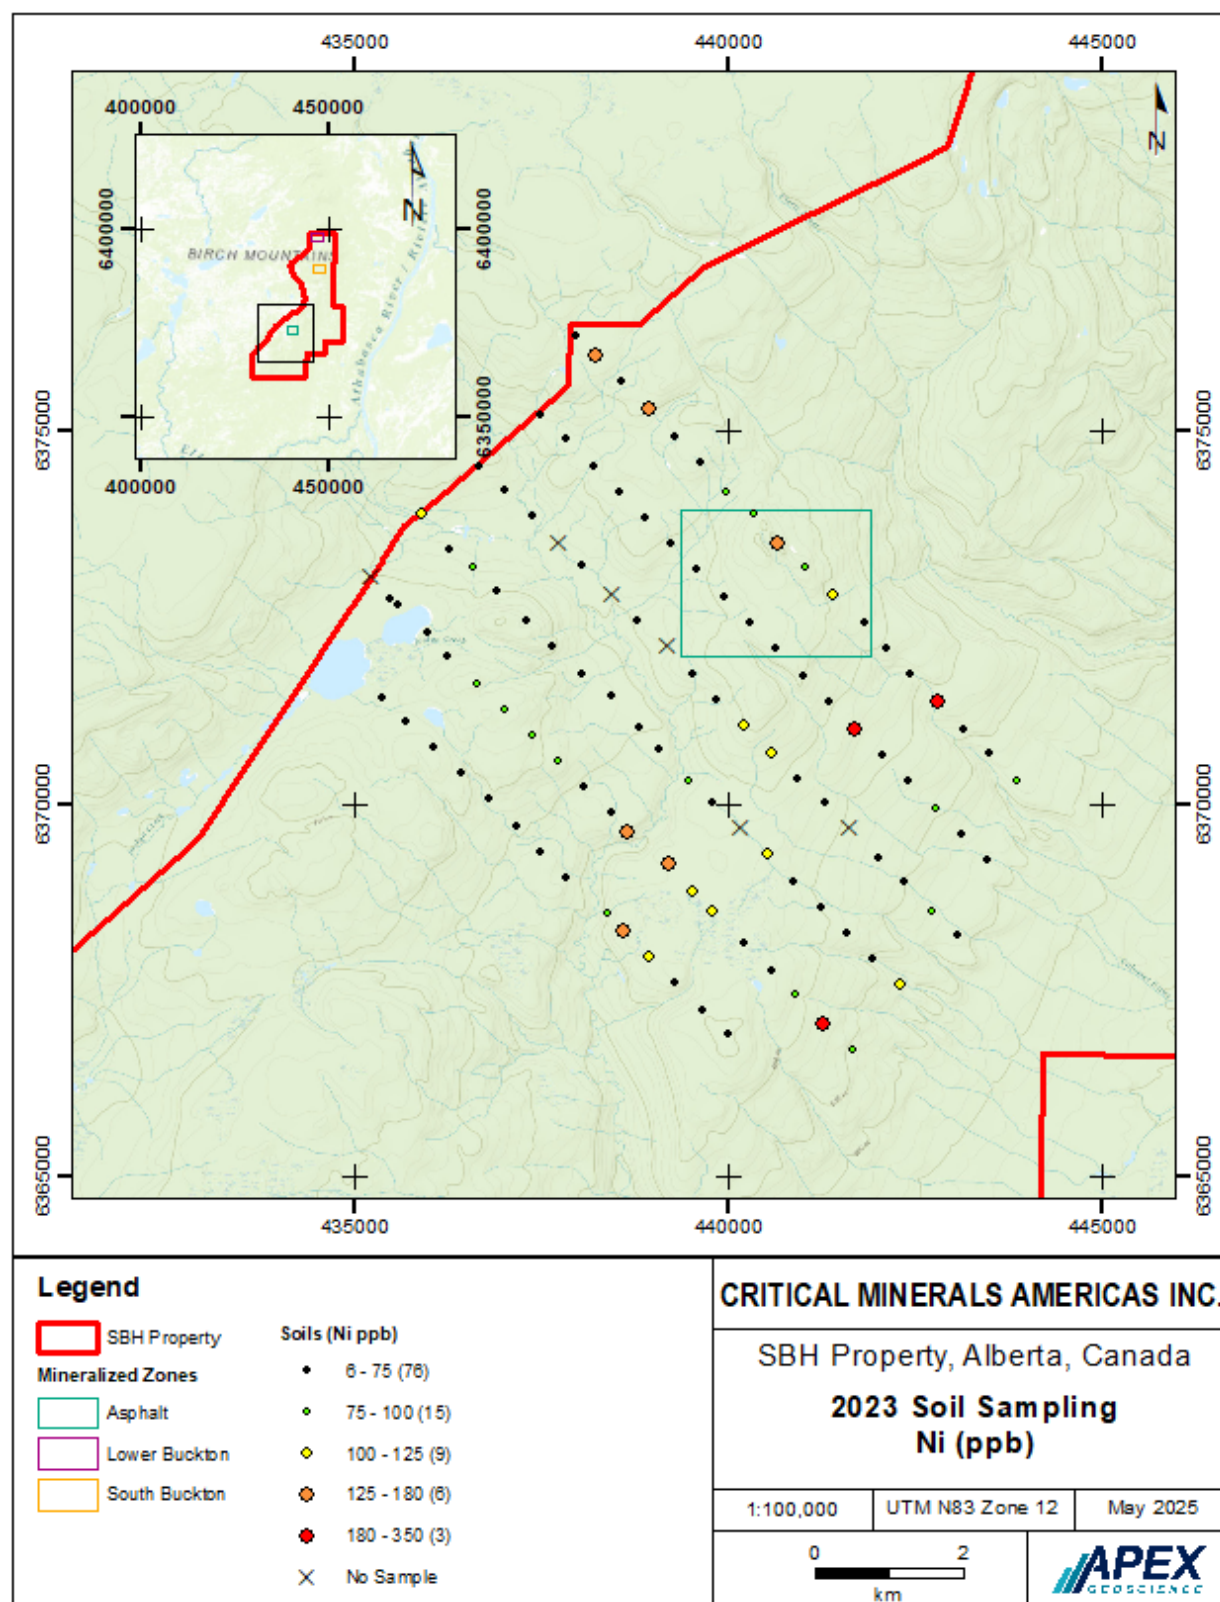 435000
440000
445000
400000
450000
6400000
6400000
BIRCH MOUNTAINS
Athabasca River / Rivière
6350000
400000
450000
N
N
6375000
6375000
6370000
6370000
6365000
6365000
435000
440000
445000
Legend
SBH Property
Mineralized Zones
Asphalt
Lower Buckton
South Buckton
Soils (Ni ppb)
6 - 75 (76)
75 - 100 (15)
100 - 125 (9)
125 - 180 (6)
180 - 350 (3)
No Sample
CRITICAL MINERALS AMERICAS INC.
SBH Property, Alberta, Canada
2023 Soil Sampling
Ni (ppb)
1:100,000
UTM N83 Zone 12
May 2025
0 2
km
APEX
GEOSCIENCE